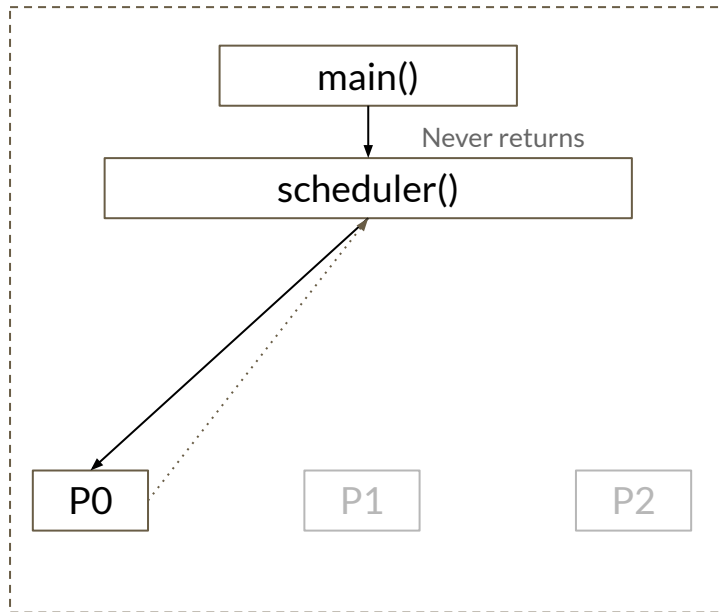 main()
Never returns
scheduler()
P0
P1
P2